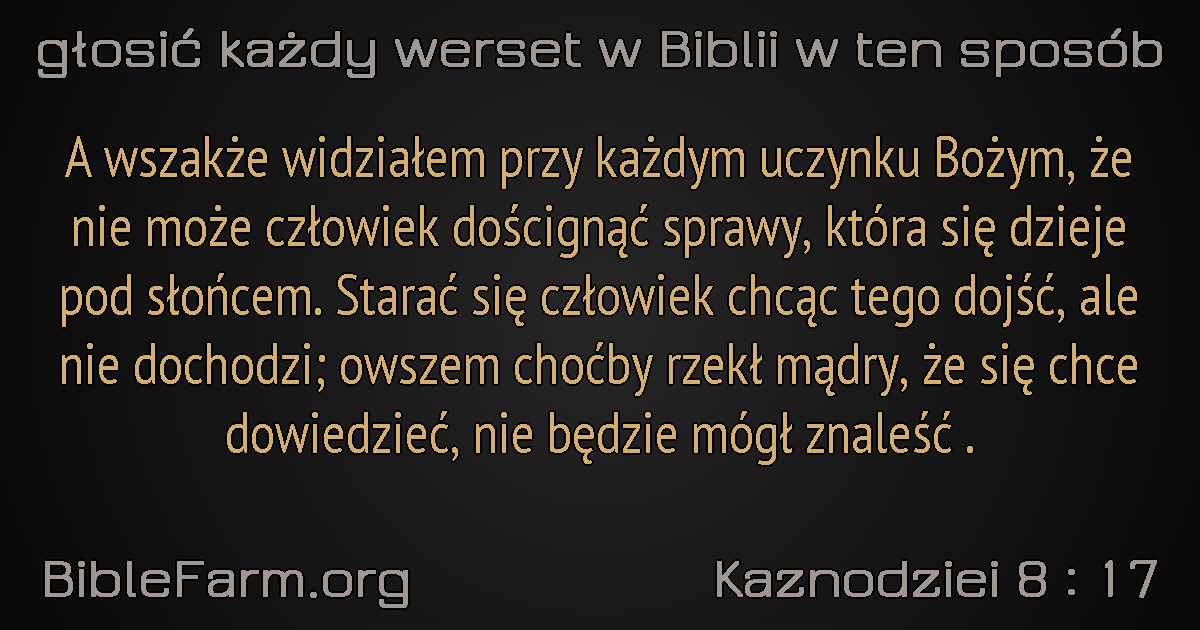 głosić każdy werset w Biblii w ten sposób
A wszakże widziałem przy każdym uczynku Bożym, że
nie może człowiek doścignąć sprawy, która się dzieje
pod słońcem. Starać się człowiek chcąc tego dojść, ale
nie dochodzi; owszem choćby rzekł mądry, że się chce
dowiedzieć, nie będzie mógł znaleść .
BibleFarm.org
Kaznodziei 8 : 17